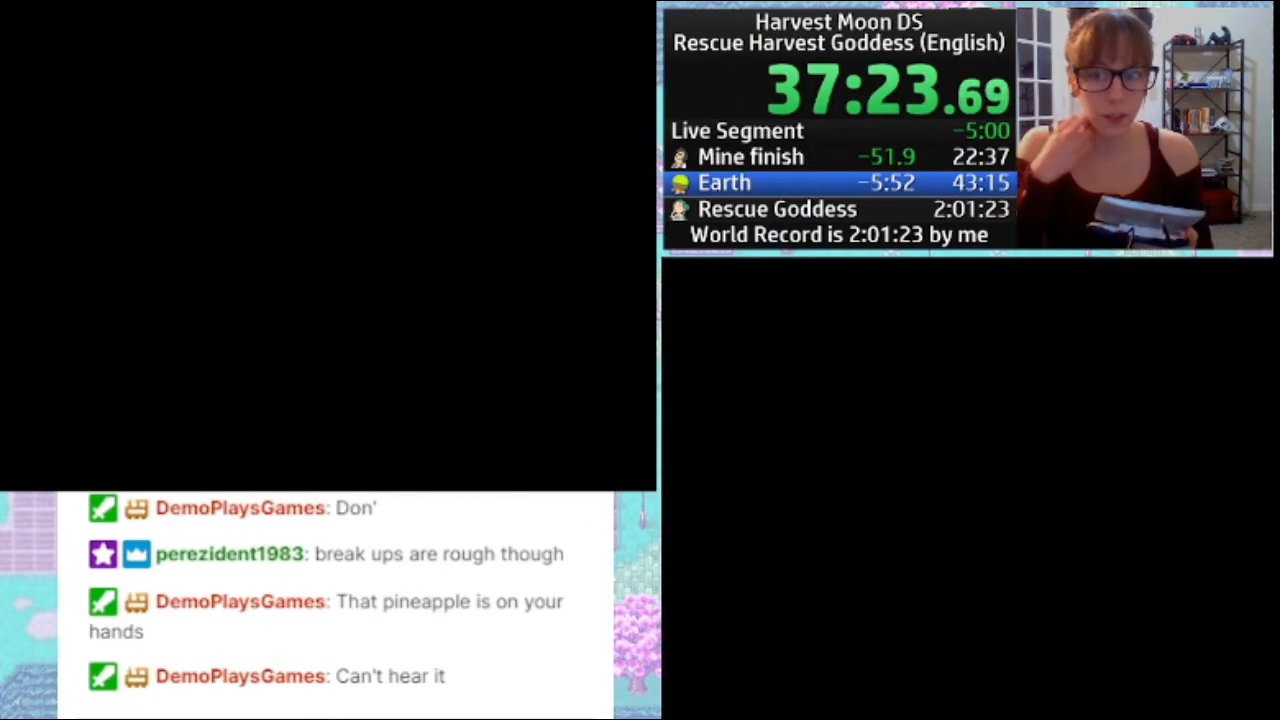 Harvest Moon DS
Rescue Harvest Goddess (English)
37:23.69
Live Segment -5:00
Mine finish -51.9 22:37
Earth -5:52 43:15
Rescue Goddess 2:01:23
World Record is 2:01:23 by me
DemoPlaysGames: Don'
perezident1983: break ups are rough though
DemoPlaysGames: That pineapple is on your
hands
DemoPlaysGames: Can't hear it